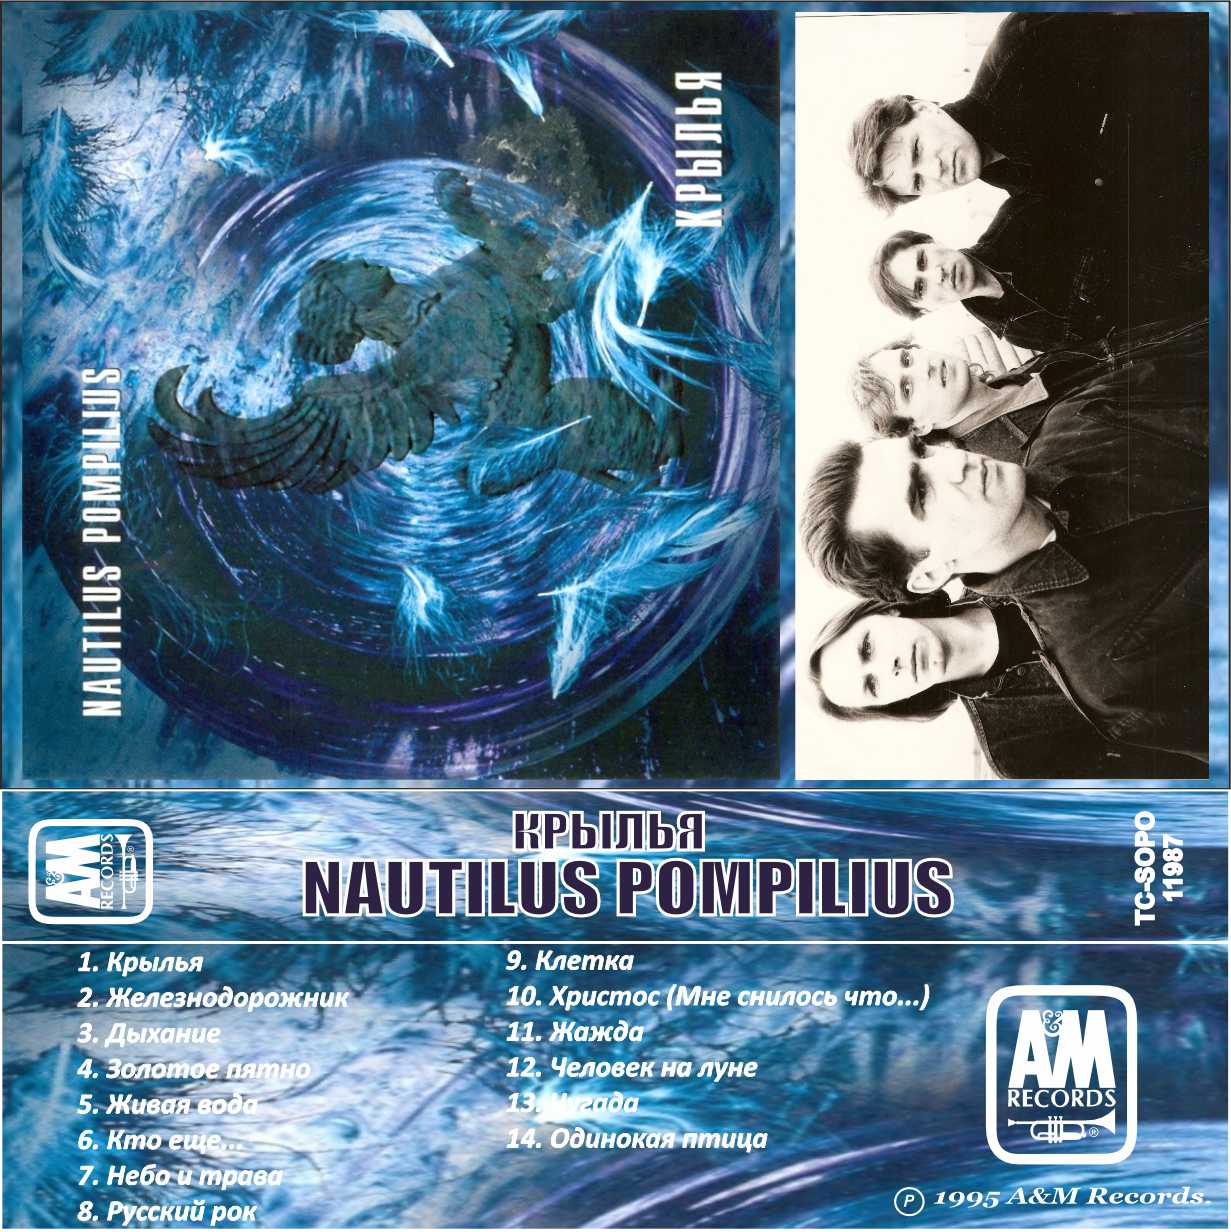 NAUTILUS POMPILIUS
КРЫЛЬЯ
A&M
RECORDS
®
КРЫЛЬЯ
NAUTILUS POMPILIUS
TC-SOPO
11987
1. Крылья
2. Железнодорожник
3. Дыхание
4. Золотое пятно
5. Живая вода
6. Кто еще...
7. Небо и трава
8. Русский рок
9. Клетка
10. Христос (Мне снилось что...)
11. Жажда
12. Человек на луне
13.
14. Одинокая птица
A&M
RECORDS
®
℗ 1995 A&M Records.